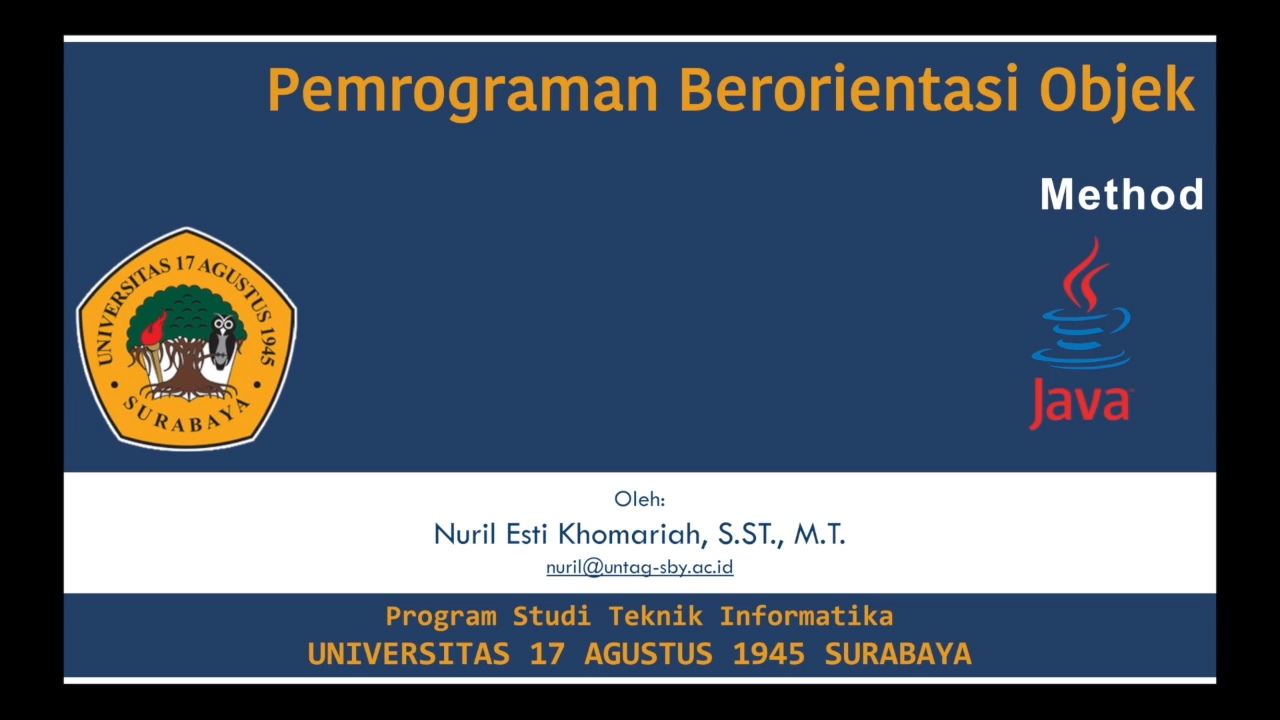 Pemrograman Berorientasi Objek
Method
UNIVERSITAS 17 AGUSTUS 1945
SURABAYA
Java
Oleh:
Nuril Esti Khomariah, S.ST., M.T.
nuril@untag-sby.ac.id
Program Studi Teknik Informatika
UNIVERSITAS 17 AGUSTUS 1945 SURABAYA